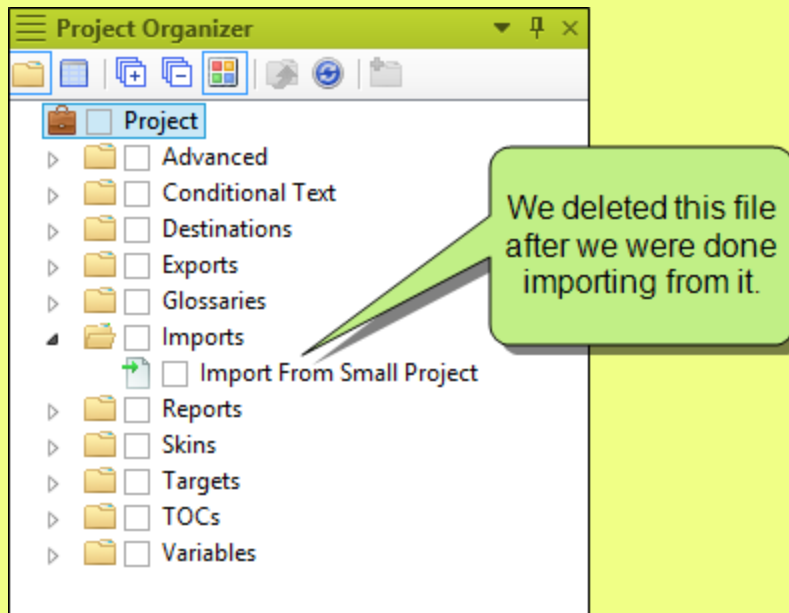 Project Organizer
Project
Advanced
Conditional Text
Destinations
Exports
Glossaries
Imports
Import From Small Project
Reports
Skins
Targets
TOCs
Variables
We deleted this file
after we were done
importing from it.